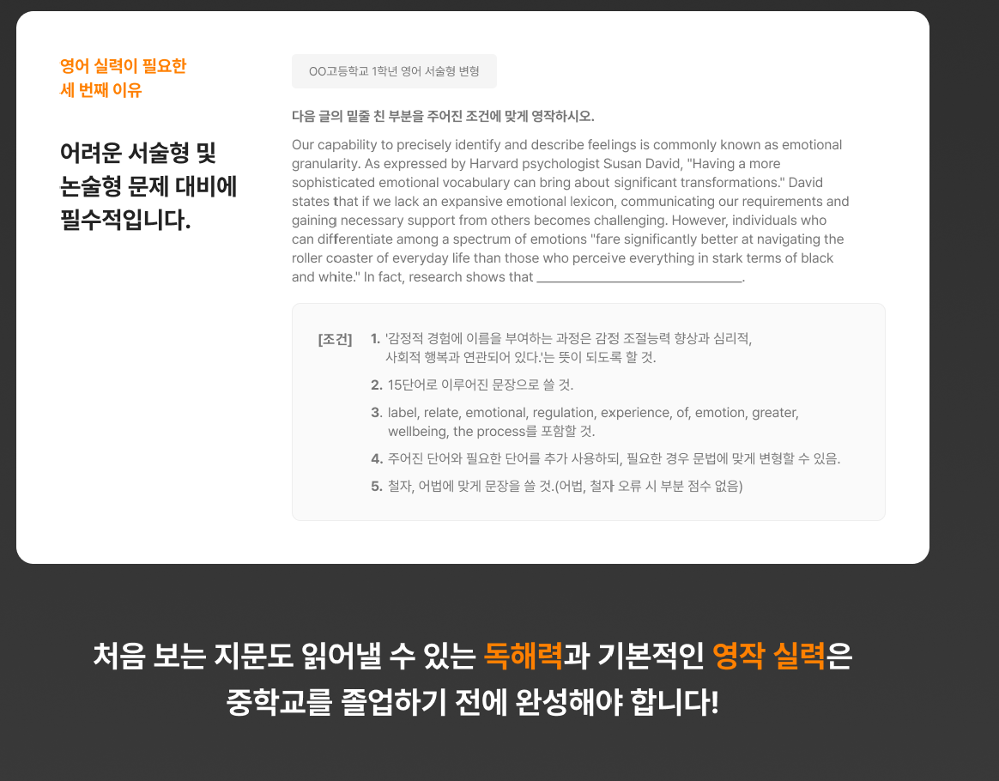 영어 실력이 필요한
세 번째 이유
어려운 서술형 및
논술형 문제 대비에
필수적입니다.
OO고등학교 1학년 영어 서술형 변형
다음 글의 밑줄 친 부분을 주어진 조건에 맞게 영작하시오.
Our capability to precisely identify and describe feelings is commonly known as emotional
granularity. As expressed by Harvard psychologist Susan David, "Having a more
sophisticated emotional vocabulary can bring about significant transformations." David
states that if we lack an expansive emotional lexicon, communicating our requirements and
gaining necessary support from others becomes challenging. However, individuals who
can differentiate among a spectrum of emotions "fare significantly better at navigating the
roller coaster of everyday life than those who perceive everything in stark terms of black
and white." In fact, research shows that ______________________________.
[조건] 1. '감정적 경험에 이름을 부여하는 과정은 감정 조절능력 향상과 심리적,
사회적 행복과 연관되어 있다.'는 뜻이 되도록 할 것.
2. 15단어로 이루어진 문장으로 쓸 것.
3. label, relate, emotional, regulation, experience, of, emotion, greater,
wellbeing, the process를 포함할 것.
4. 주어진 단어와 필요한 단어를 추가 사용하되, 필요한 경우 문법에 맞게 변형할 수 있음.
5. 철자, 어법에 맞게 문장을 쓸 것.(어법, 철자 오류 시 부분 점수 없음)
처음 보는 지문도 읽어낼 수 있는 독해력과 기본적인 영작 실력은
중학교를 졸업하기 전에 완성해야 합니다!